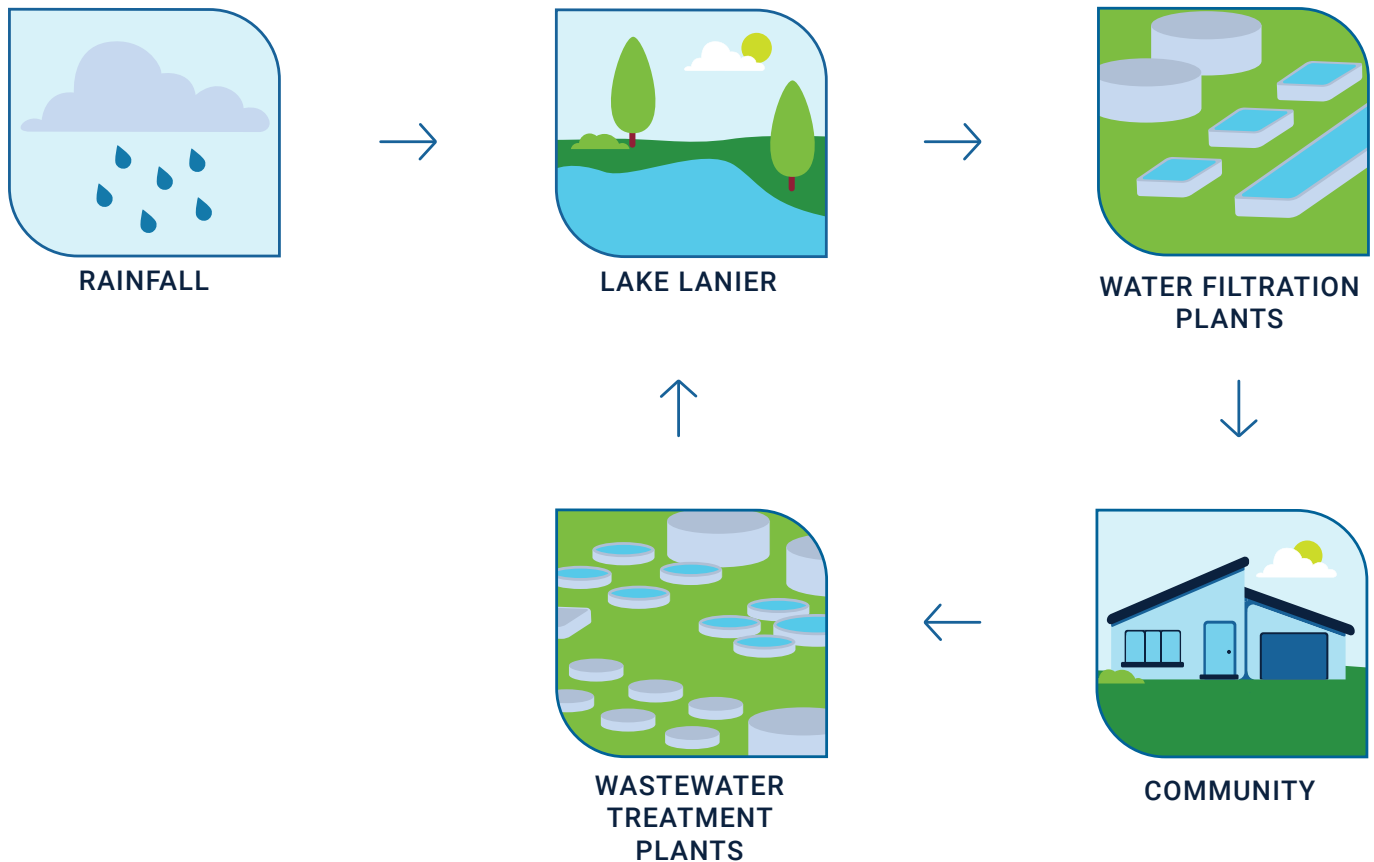 RAINFALL
LAKE LANIER
WATER FILTRATION
PLANTS
WASTEWATER
TREATMENT
PLANTS
COMMUNITY